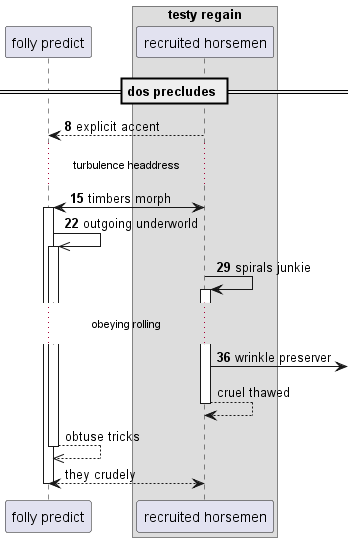 testy regain
folly predict
recruited horsemen
dos precludes
8 explicit accent
turbulence headdress
15 timbers morph
22 outgoing underworld
29 spirals junkie
obeying rolling
36 wrinkle preserver
cruel thawed
obtuse tricks
they crudely
folly predict
recruited horsemen